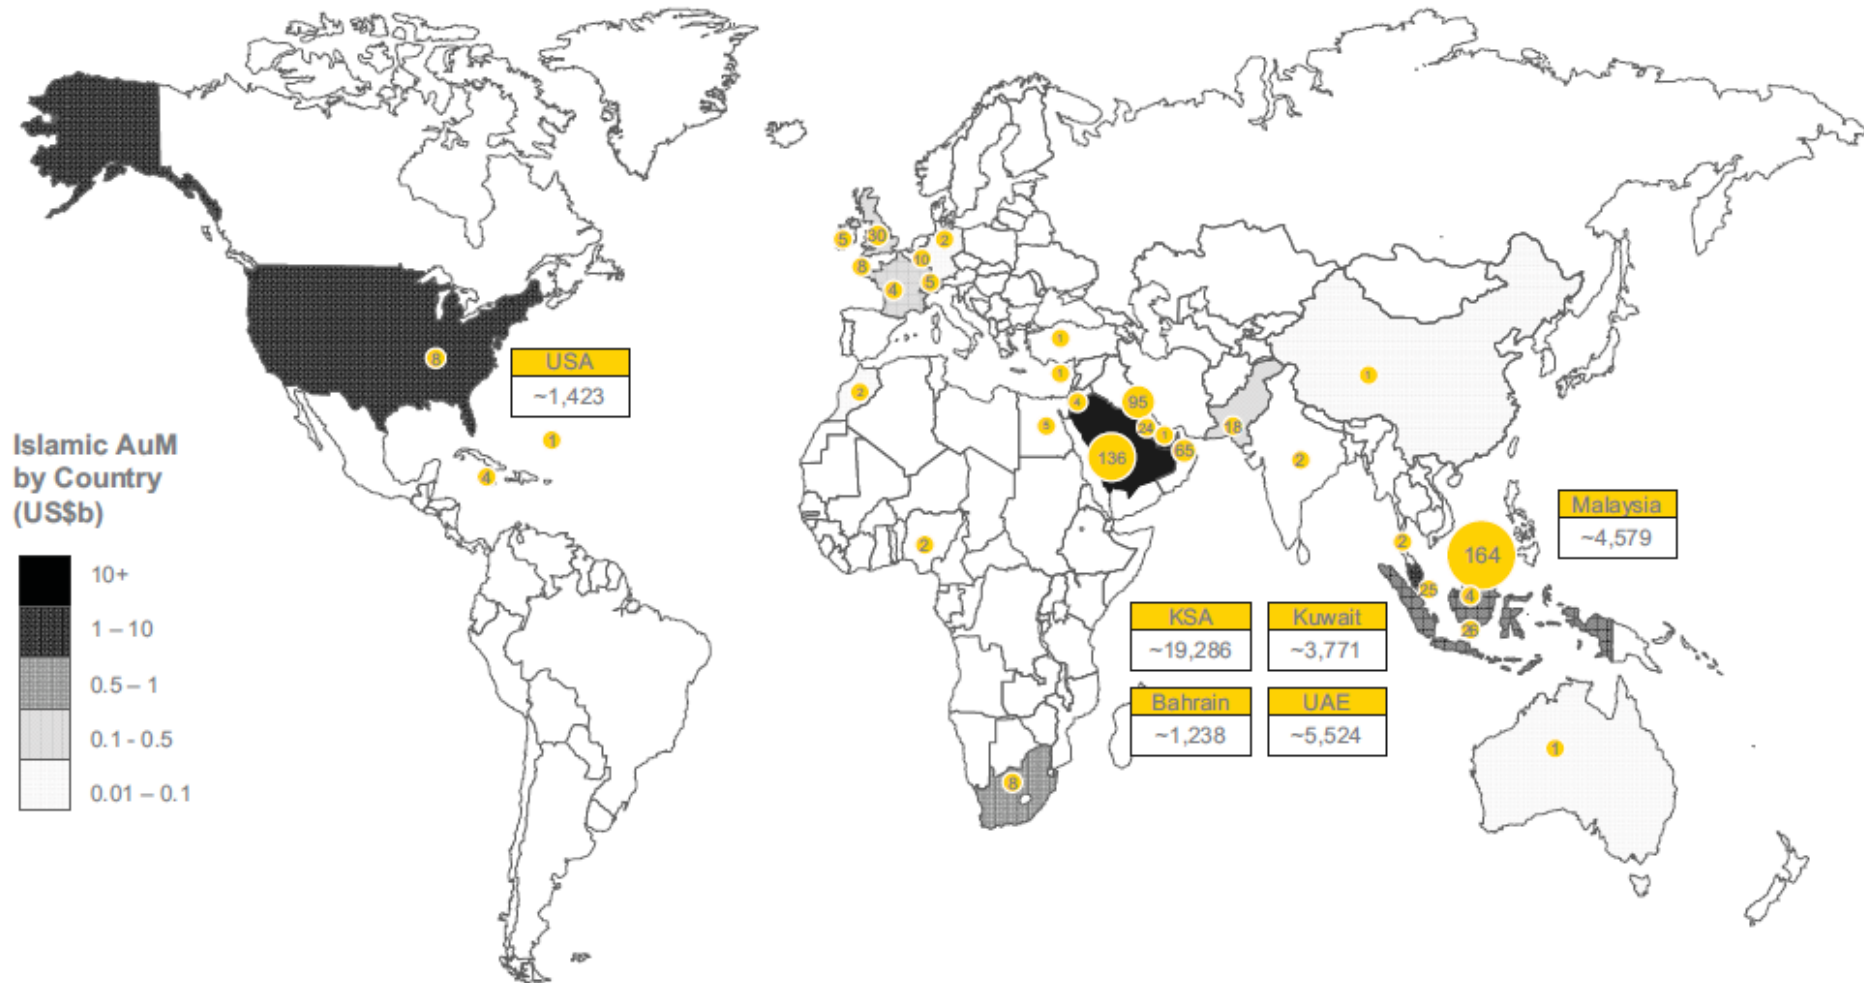 5
30
2
8
10
4
5
1
8
USA
~1,423
1
1
2
4
95
1
4
5
24
1
18
136
65
2
Islamic AuM
by Country
(US$b)
10+
1 – 10
0.5 – 1
0.1 - 0.5
0.01 – 0.1
Malaysia
~4,579
2
2
164
25
4
26
KSA
~19,286
Kuwait
~3,771
Bahrain
~1,238
UAE
~5,524
8
1